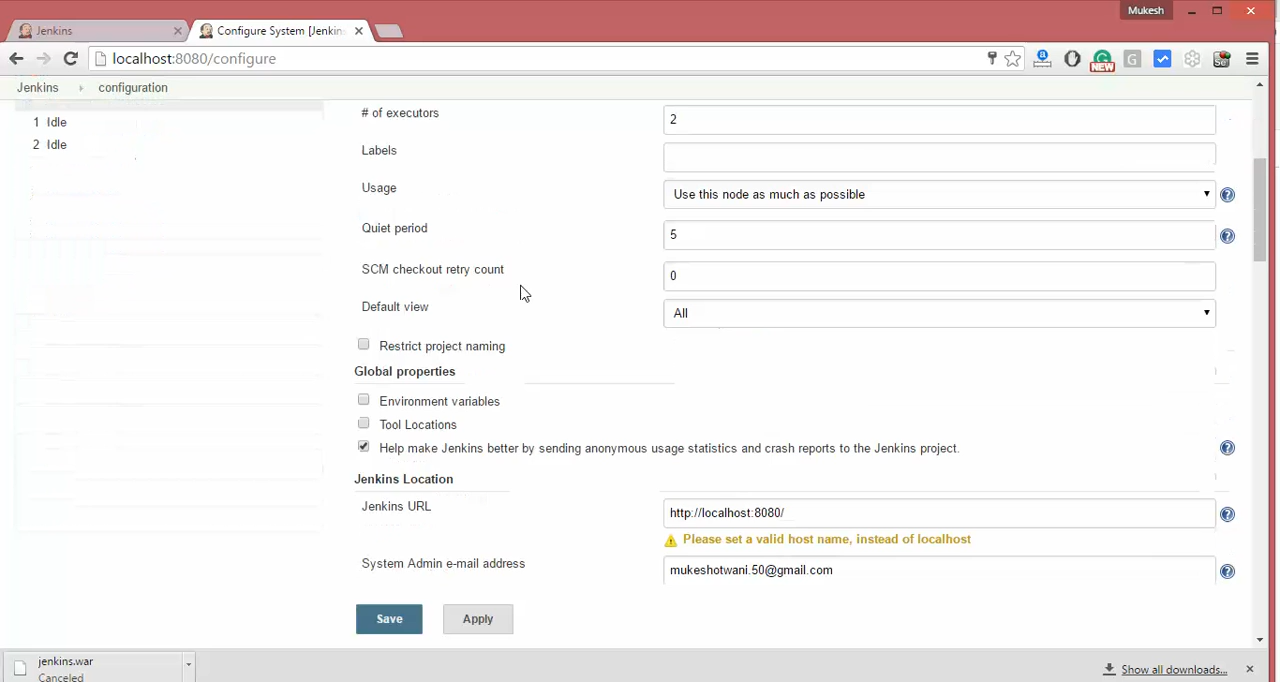 Mukesh
Jenkins
Configure System [Jenkin
localhost:8080/configure
NEW
Jenkins
configuration
1 Idle
2 Idle
# of executors
2
Labels
Usage
Use this node as much as possible
Quiet period
5
SCM checkout retry count
0
Default view
All
Restrict project naming
Global properties
Environment variables
Tool Locations
Help make Jenkins better by sending anonymous usage statistics and crash reports to the Jenkins project.
Jenkins Location
Jenkins URL
http://localhost:8080/
Please set a valid host name, instead of localhost
System Admin e-mail address
mukeshotwani.50@gmail.com
Save
Apply
jenkins.war
Canceled
Show all downloads...